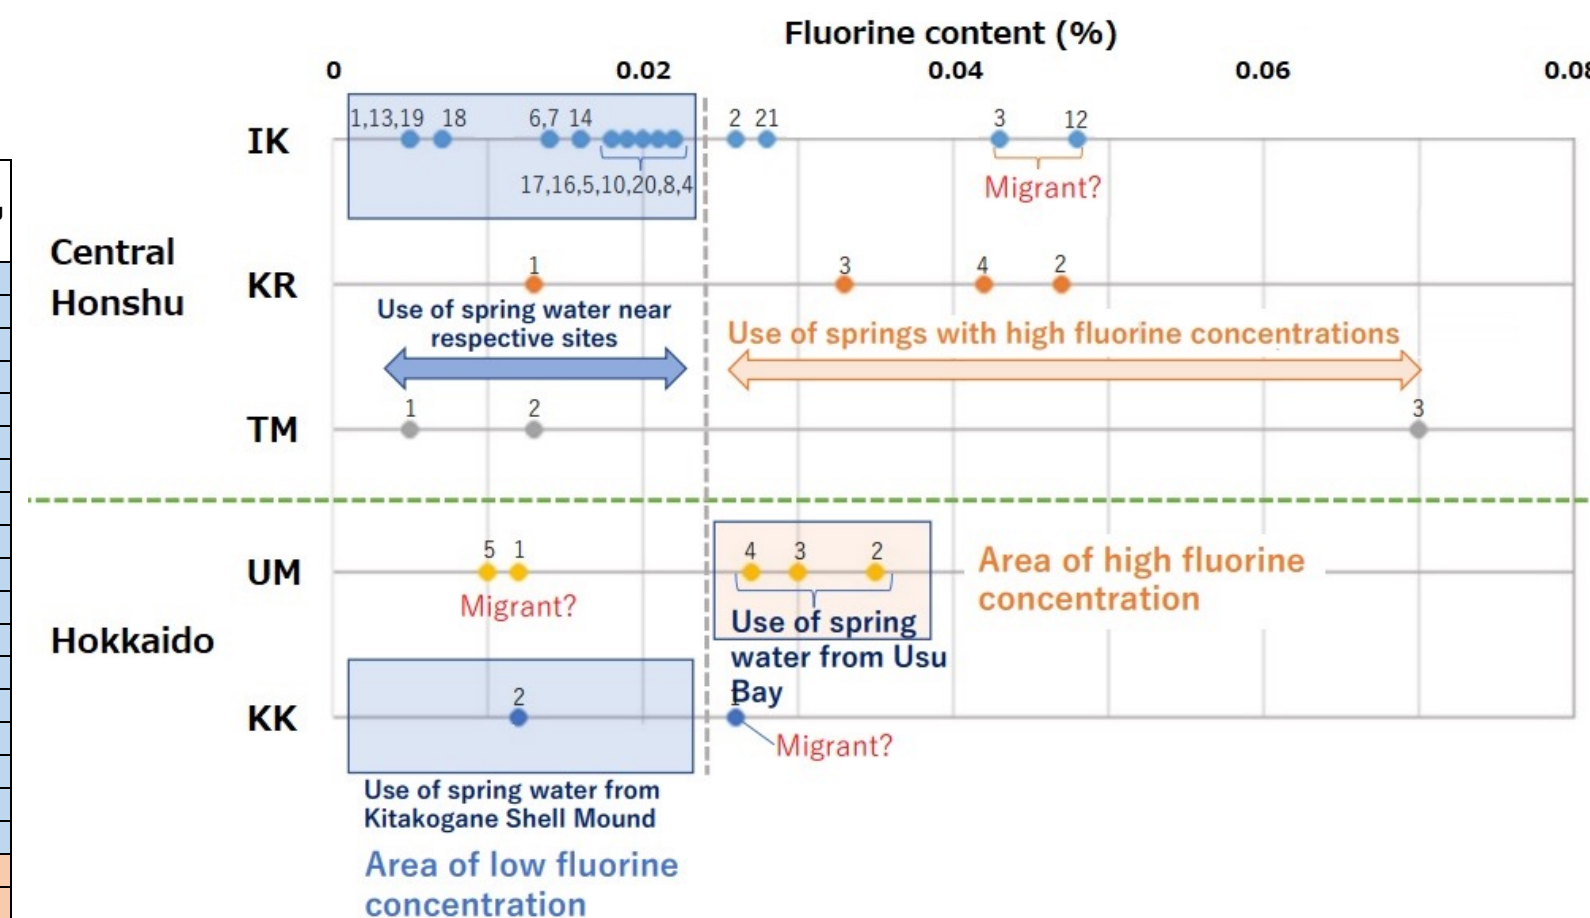 Fluorine content (%)
0 0.02 0.04 0.06 0.08
1,13,19 18 6,7 14 2 21 3 12
IK
17,16,5,10,20,8,4
Migrant?
Central
Honshu
1 3 4 2
KR
Use of spring water near
respective sites
Use of springs with high fluorine concentrations
1 2 3
TM
5 1 4 3 2
UM
Migrant?
Area of high fluorine
concentration
Use of spring
water from Usu
Bay
Hokkaido
2 1
KK
Migrant?
Use of spring water from
Kitakogane Shell Mound
Area of low fluorine
concentration